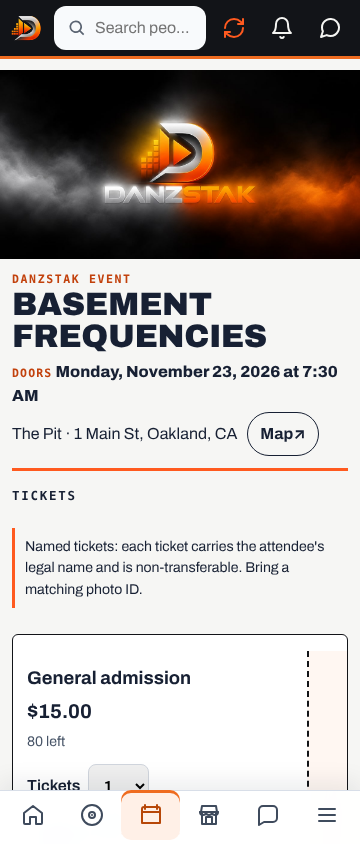 Search peo...
DANZSTAK
DANZSTAK EVENT
BASEMENT
FREQUENCIES
DOORS Monday, November 23, 2026 at 7:30
AM
The Pit · 1 Main St, Oakland, CA Map↗
TICKETS
Named tickets: each ticket carries the attendee's
legal name and is non-transferable. Bring a
matching photo ID.
General admission
$15.00
80 left
Tickets 1